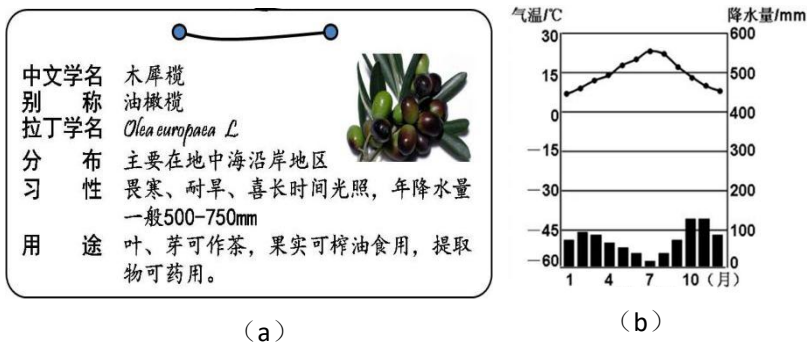 中文学名 木犀榄
别 称 油橄榄
拉丁学名 Olea europaea L
分 布 主要在地中海沿岸地区
习 性 畏寒、耐旱、喜长时间光照，年降水量
一般500-750mm
用 途 叶、芽可作茶，果实可榨油食用，提取
物可药用。
（a）
气温/℃ 降水量/mm
30 600
15 500
0 400
-15 300
-30 200
-45 100
-60 0
1 4 7 10（月）
（b）